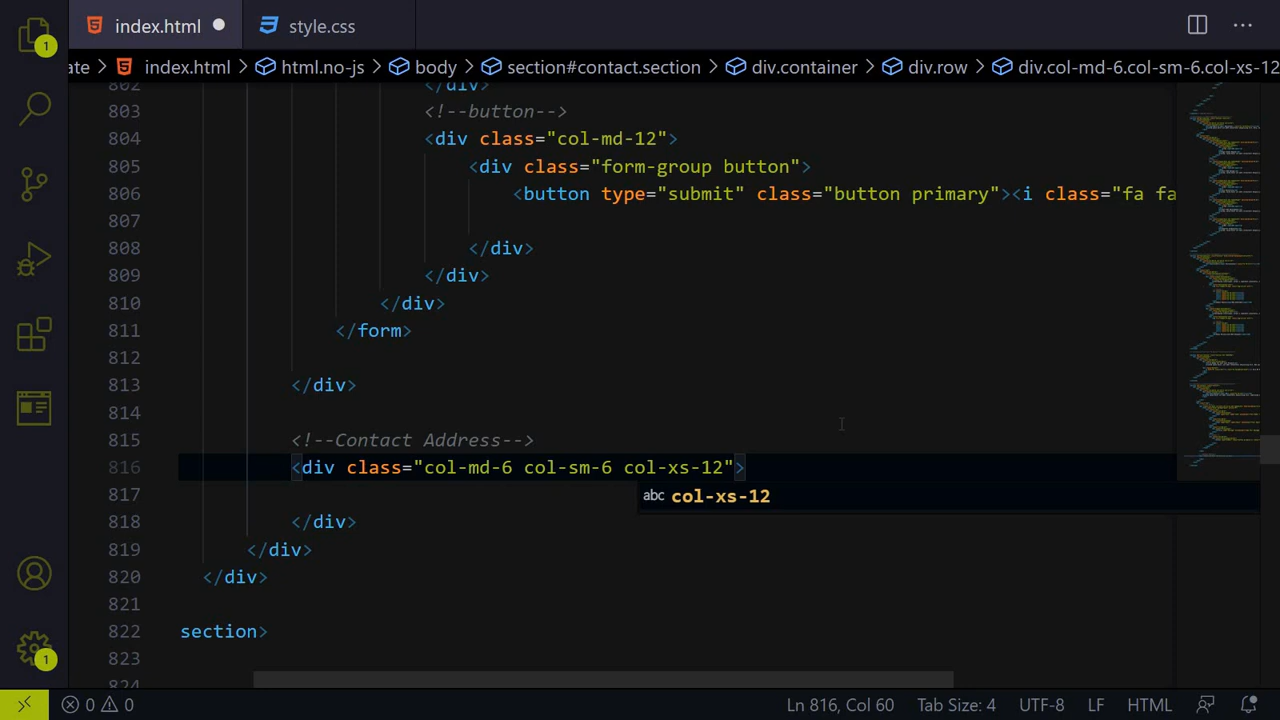 index.html
style.css
ate > index.html > html.no-js > body > section#contact.section > div.container > div.row > div.col-md-6.col-sm-6.col-xs-12
802 </div>
803 <!--button-->
804 <div class="col-md-12">
805 <div class="form-group button">
806 <button type="submit" class="button primary"><i class="fa fa
807
808 </div>
809 </div>
810 </div>
811 </form>
812
813 </div>
814
815 <!--Contact Address-->
816 <div class="col-md-6 col-sm-6 col-xs-12">
817 abc col-xs-12
818 </div>
819 </div>
820 </div>
821
822 section>
823
824
1
1
0 0 Ln 816, Col 60 Tab Size: 4 UTF-8 LF HTML